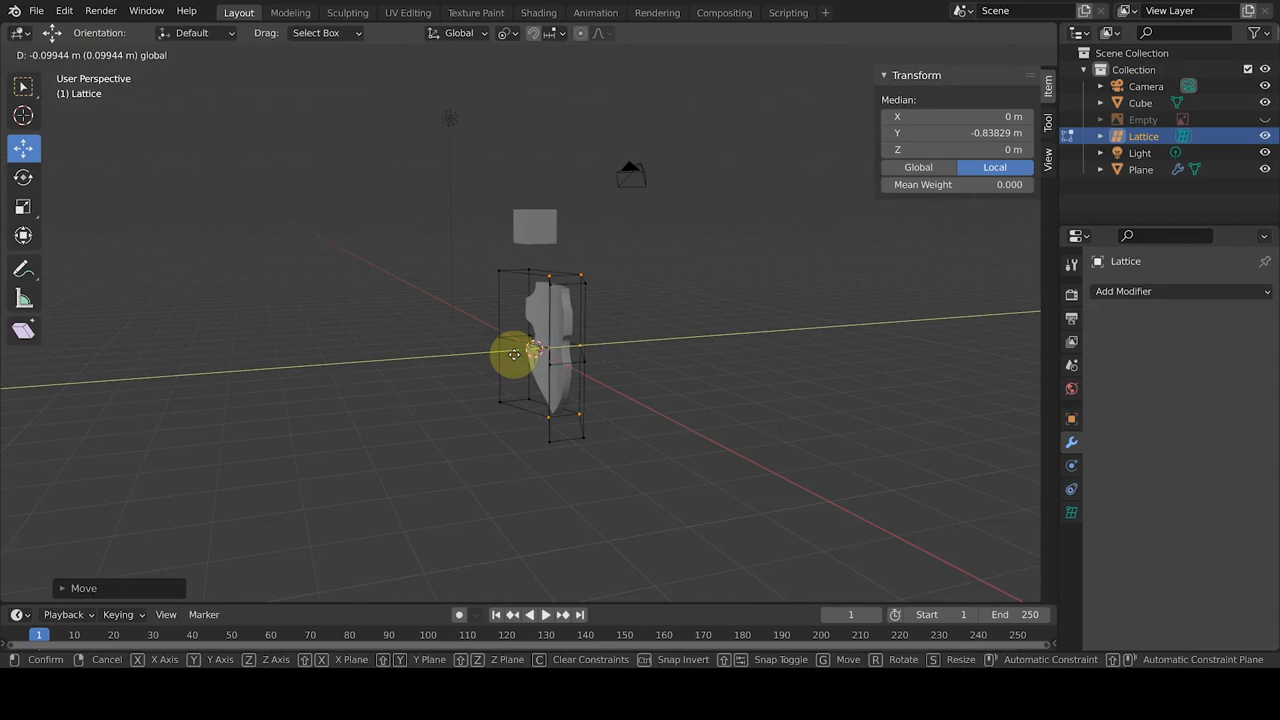 File Edit Render Window Help Layout Modeling Sculpting UV Editing Texture Paint Shading Animation Rendering Compositing Scripting + Scene View Layer
Orientation: Default Drag: Select Box Global
D: -0.09944 m (0.09944 m) global
User Perspective
(1) Lattice
Transform
Median:
X 0 m
Y -0.83829 m
Z 0 m
Global Local
Mean Weight 0.000
Item
Tool
View
Scene Collection
Collection
Camera
Cube
Empty
Lattice
Light
Plane
Lattice
Add Modifier
Move
Playback Keying View Marker 1 Start 1 End 250
1 10 20 30 40 50 60 70 80 90 100 110 120 130 140 150 160 170 180 190 200 210 220 230 240 250
Confirm Cancel X X Axis Y Y Axis Z Z Axis X X Plane Y Y Plane Z Z Plane C Clear Constraints Ctrl Snap Invert Snap Toggle G Move R Rotate S Resize Automatic Constraint Automatic Constraint Plane